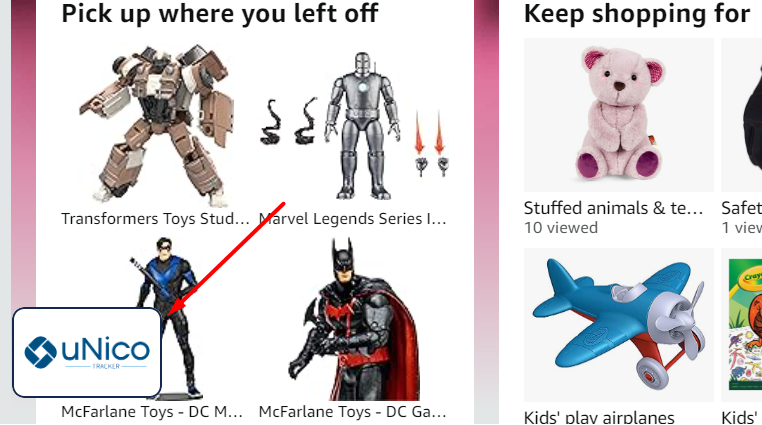 Pick up where you left off
Transformers Toys Stud...
Marvel Legends Series I...
McFarlane Toys - DC M...
McFarlane Toys - DC Ga...
uNico
TRACKER
Keep shopping for
Stuffed animals & te...
10 viewed
Safet
1 view
Kids' play airplanes
Kids'